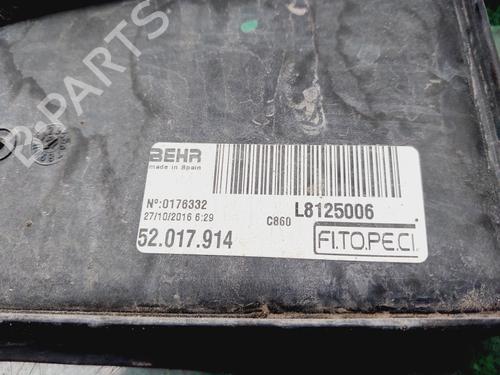 B-PARTS
BEHR
made in Spain
Nº:0176332
27/10/2016 6:29
C860
L8125006
52.017.914
FI.TO.PE.CI.